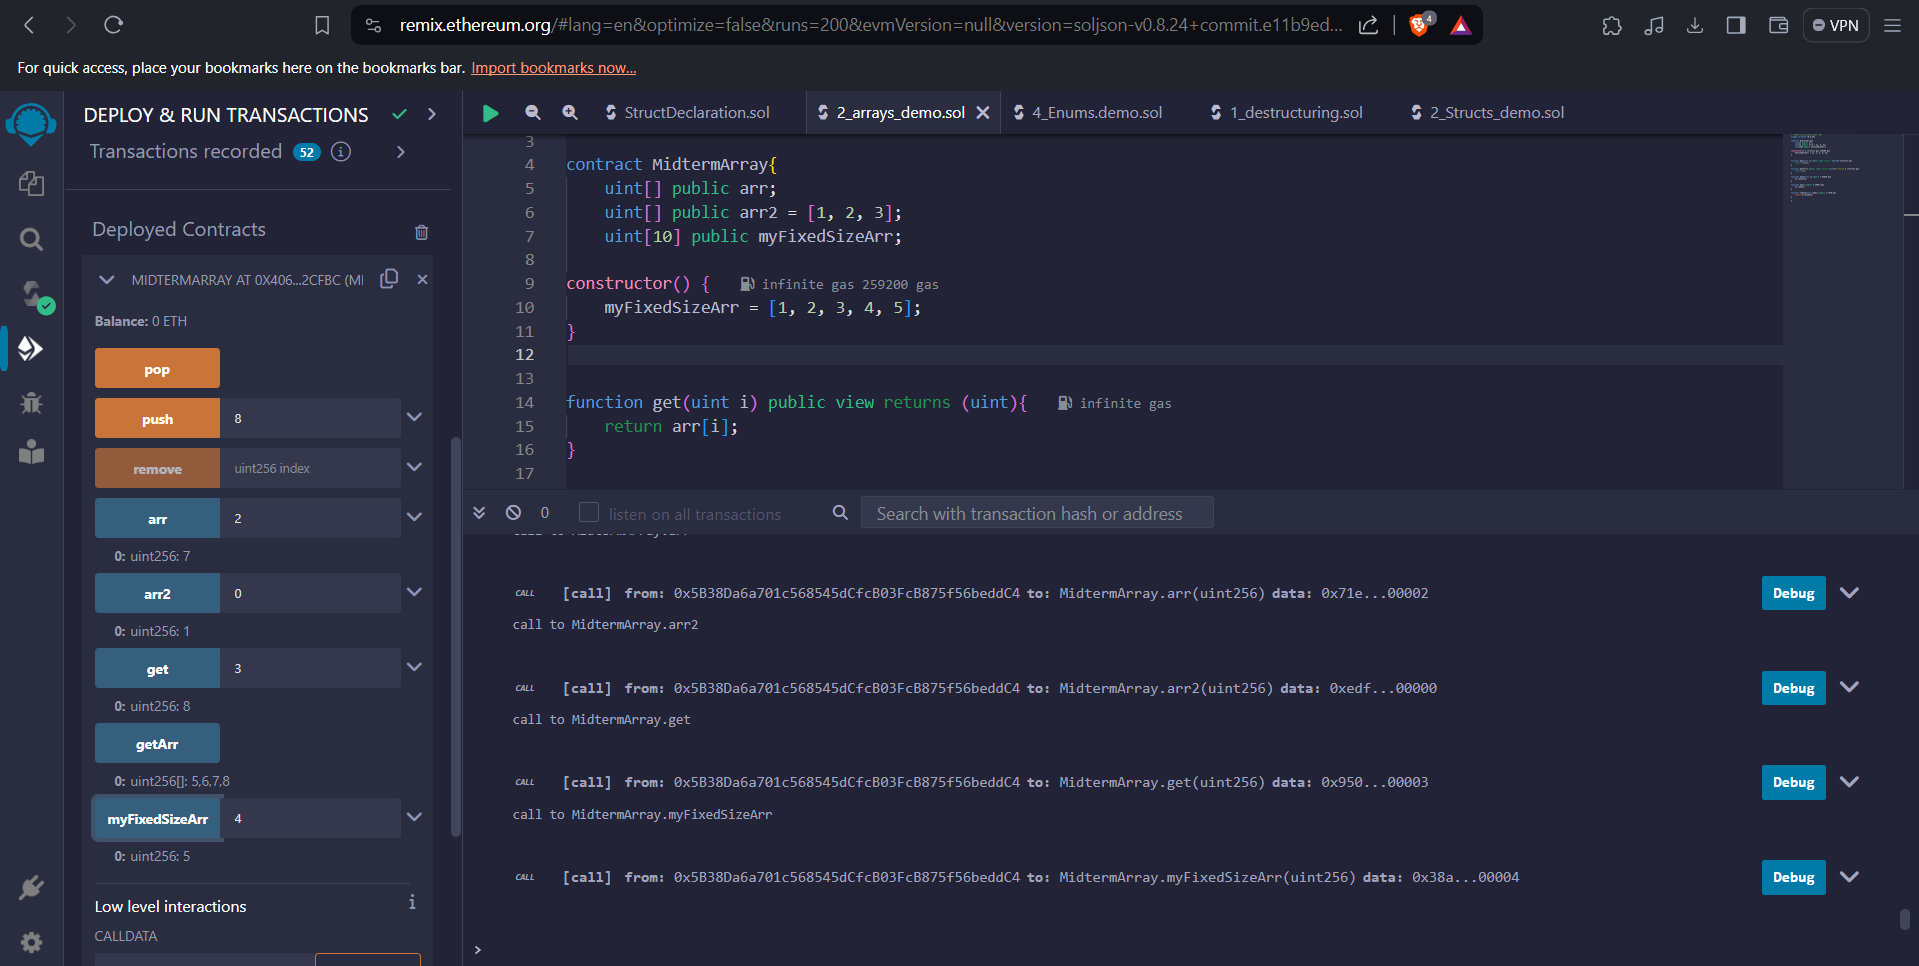 remix.ethereum.org/#lang=en&optimize=false&runs=200&evmVersion=null&version=soljson-v0.8.24+commit.e11b9ed...
4
VPN
For quick access, place your bookmarks here on the bookmarks bar. Import bookmarks now...
DEPLOY & RUN TRANSACTIONS
Transactions recorded 52 i
Deployed Contracts
MIDTERMARRAY AT 0X406...2CFBC (MI
Balance: 0 ETH
pop
push 8
remove uint256 index
arr 2
0: uint256: 7
arr2 0
0: uint256: 1
get 3
0: uint256: 8
getArr
0: uint256[]: 5,6,7,8
myFixedSizeArr 4
0: uint256: 5
Low level interactions i
CALLDATA
StructDeclaration.sol 2_arrays_demo.sol 4_Enums.demo.sol 1_destructuring.sol 2_Structs_demo.sol
3
4 contract MidtermArray{
5 uint[] public arr;
6 uint[] public arr2 = [1, 2, 3];
7 uint[10] public myFixedSizeArr;
8
9 constructor() { infinite gas 259200 gas
10 myFixedSizeArr = [1, 2, 3, 4, 5];
11 }
12
13
14 function get(uint i) public view returns (uint){ infinite gas
15 return arr[i];
16 }
17
0 listen on all transactions Search with transaction hash or address
CALL [call] from: 0x5B38Da6a701c568545dCfcB03FcB875f56beddC4 to: MidtermArray.arr(uint256) data: 0x71e...00002 Debug
call to MidtermArray.arr2
CALL [call] from: 0x5B38Da6a701c568545dCfcB03FcB875f56beddC4 to: MidtermArray.arr2(uint256) data: 0xedf...00000 Debug
call to MidtermArray.get
CALL [call] from: 0x5B38Da6a701c568545dCfcB03FcB875f56beddC4 to: MidtermArray.get(uint256) data: 0x950...00003 Debug
call to MidtermArray.myFixedSizeArr
CALL [call] from: 0x5B38Da6a701c568545dCfcB03FcB875f56beddC4 to: MidtermArray.myFixedSizeArr(uint256) data: 0x38a...00004 Debug
>